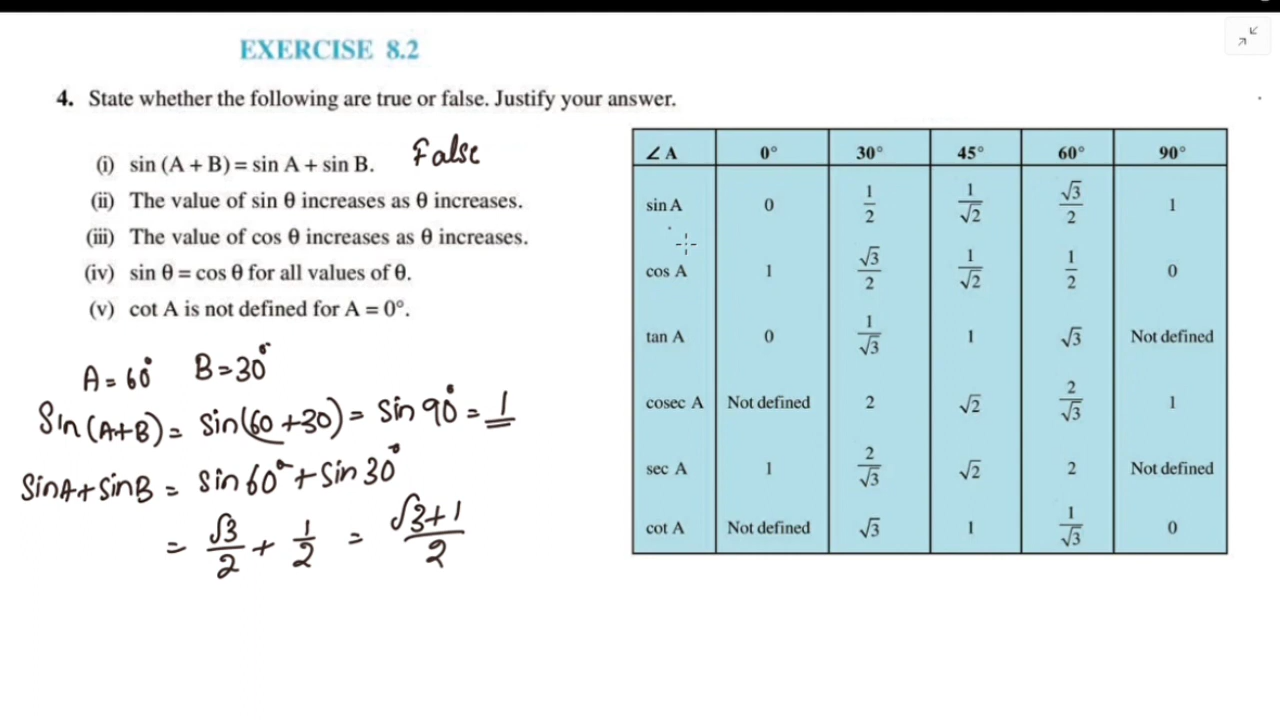 EXERCISE 8.2
4. State whether the following are true or false. Justify your answer.
(i) sin (A + B) = sin A + sin B. False
(ii) The value of sin θ increases as θ increases.
(iii) The value of cos θ increases as θ increases.
(iv) sin θ = cos θ for all values of θ.
(v) cot A is not defined for A = 0°.
A = 60° B = 30°
Sin(A+B) = Sin(60+30) = Sin 90° = 1
SinA + SinB = Sin 60° + Sin 30°
= √3/2 + 1/2 = √3+1/2
∠A 0° 30° 45° 60° 90°
sin A 0 1/2 1/√2 √3/2 1
cos A 1 √3/2 1/√2 1/2 0
tan A 0 1/√3 1 √3 Not defined
cosec A Not defined 2 √2 2/√3 1
sec A 1 2/√3 √2 2 Not defined
cot A Not defined √3 1 1/√3 0